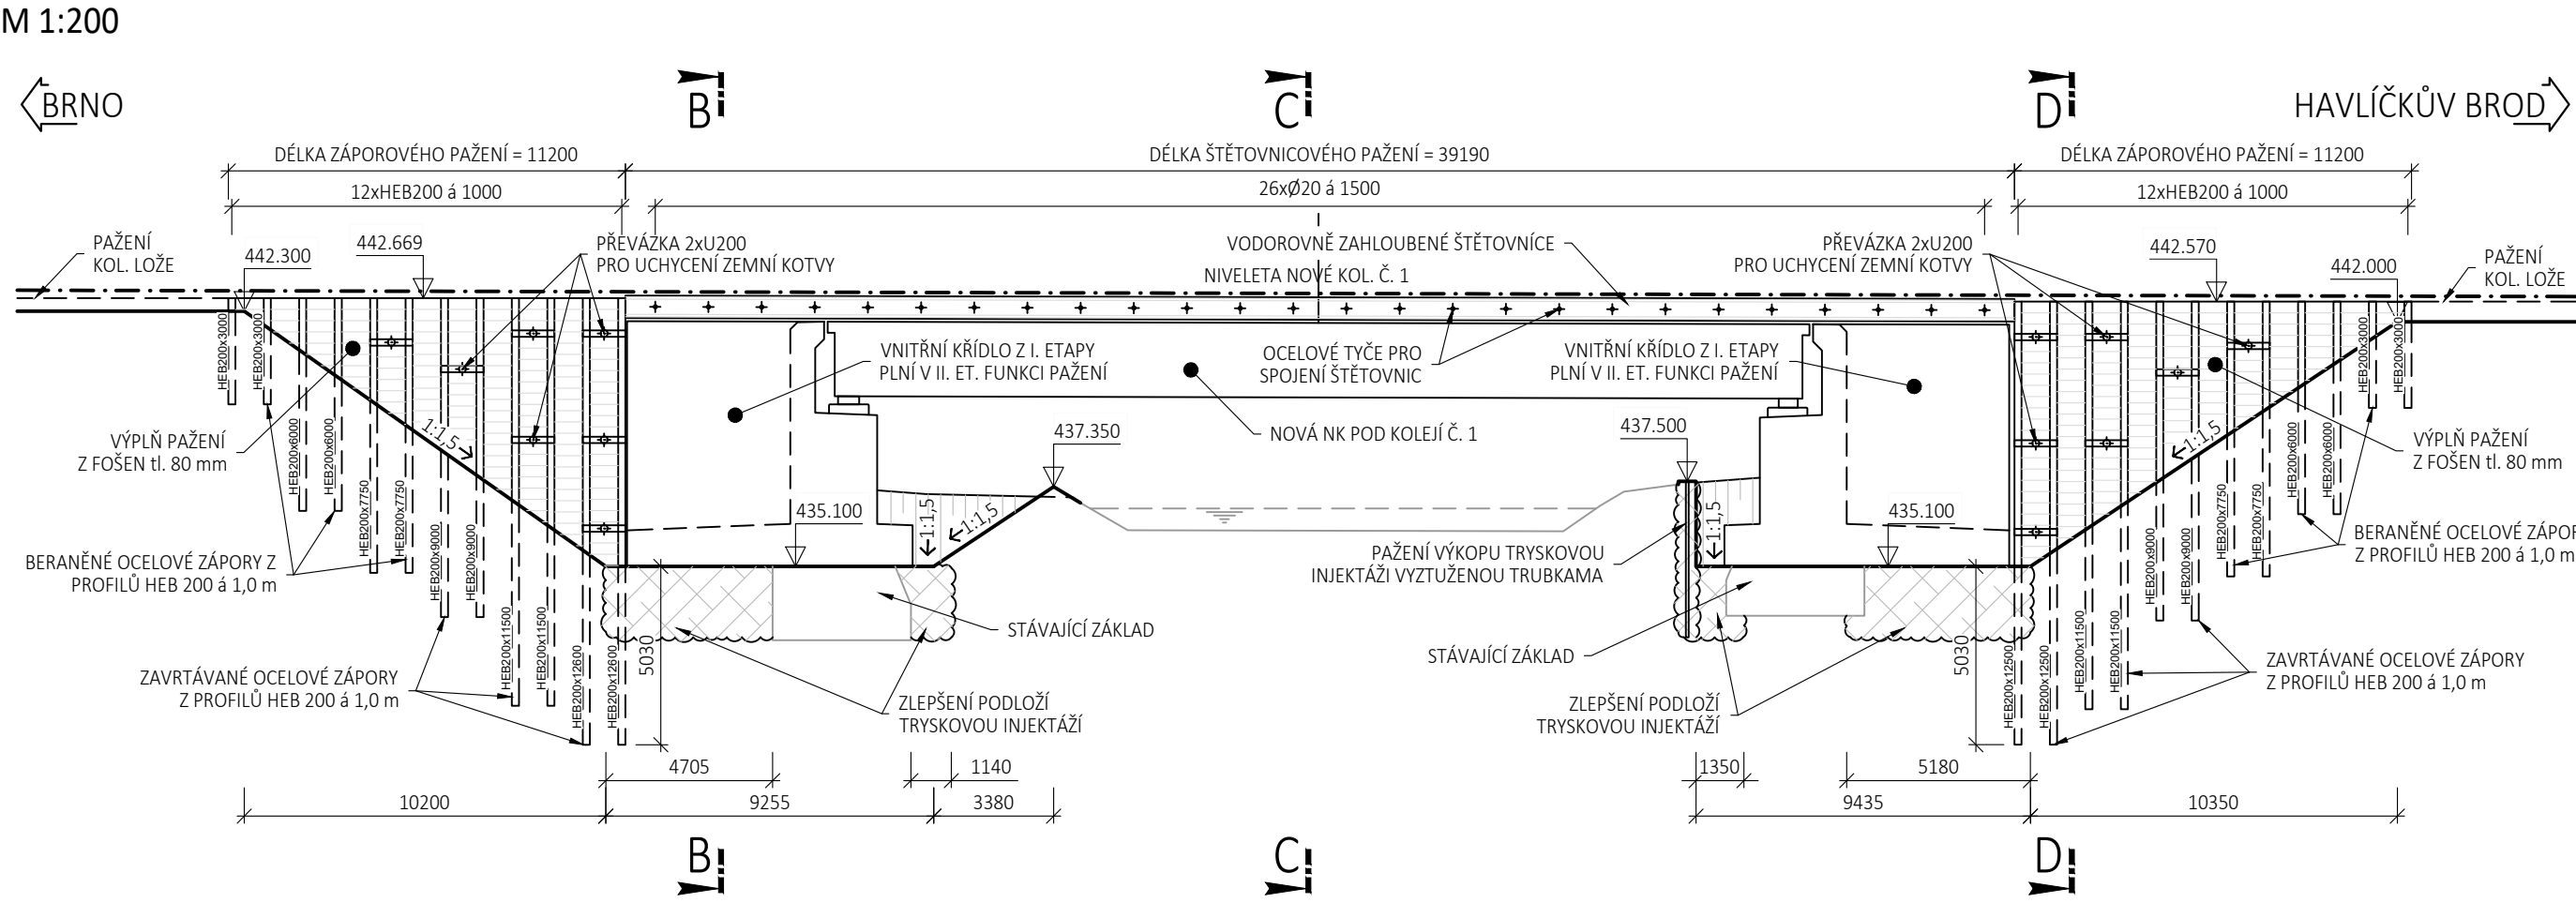 M 1:200
B
C
D
BRNO
HAVLÍČKŮV BROD
DÉLKA ZÁPOROVÉHO PAŽENÍ = 11200
DÉLKA ŠTĚTOVNICOVÉHO PAŽENÍ = 39190
DÉLKA ZÁPOROVÉHO PAŽENÍ = 11200
12xHEB200 á 1000
26xØ20 á 1500
12xHEB200 á 1000
PAŽENÍ
KOL. LOŽE
442.300
442.669
PŘEVÁZKA 2xU200
PRO UCHYCENÍ ZEMNÍ KOTVY
VODOROVNĚ ZAHLOUBENÉ ŠTĚTOVNÍCE
NIVELETA NOVÉ KOL. Č. 1
PŘEVÁZKA 2xU200
PRO UCHYCENÍ ZEMNÍ KOTVY
442.570
442.000
PAŽENÍ
KOL. LOŽE
HEB200x3000
HEB200x3000
HEB200x6000
HEB200x6000
HEB200x7750
HEB200x7750
HEB200x9000
HEB200x9000
HEB200x11500
HEB200x11500
HEB200x12600
HEB200x12600
VNITŘNÍ KŘÍDLO Z I. ETAPY
PLNÍ V II. ET. FUNKCI PAŽENÍ
OCELOVÉ TYČE PRO
SPOJENÍ ŠTĚTOVNIC
VNITŘNÍ KŘÍDLO Z I. ETAPY
PLNÍ V II. ET. FUNKCI PAŽENÍ
HEB200x12500
HEB200x12500
HEB200x11500
HEB200x11500
HEB200x9000
HEB200x9000
HEB200x7750
HEB200x7750
HEB200x6000
HEB200x6000
HEB200x3000
HEB200x3000
VÝPLŇ PAŽENÍ
Z FOŠEN tl. 80 mm
1:1,5
437.350
NOVÁ NK POD KOLEJÍ Č. 1
437.500
1:1,5
VÝPLŇ PAŽENÍ
Z FOŠEN tl. 80 mm
435.100
1:1,5
1:1,5
1:1,5
435.100
BERANĚNÉ OCELOVÉ ZÁPORY Z
PROFILŮ HEB 200 á 1,0 m
PAŽENÍ VÝKOPU TRYSKOVOU
INJEKTÁŽI VYZTUŽENOU TRUBKAMA
BERANĚNÉ OCELOVÉ ZÁPOR
Z PROFILŮ HEB 200 á 1,0 m
STÁVAJÍCÍ ZÁKLAD
STÁVAJÍCÍ ZÁKLAD
5030
5030
ZAVRTÁVANÉ OCELOVÉ ZÁPORY
Z PROFILŮ HEB 200 á 1,0 m
ZLEPŠENÍ PODLOŽÍ
TRYSKOVOU INJEKTÁŽÍ
ZLEPŠENÍ PODLOŽÍ
TRYSKOVOU INJEKTÁŽÍ
ZAVRTÁVANÉ OCELOVÉ ZÁPORY
Z PROFILŮ HEB 200 á 1,0 m
4705
1140
1350
5180
10200
9255
3380
9435
10350
B
C
D